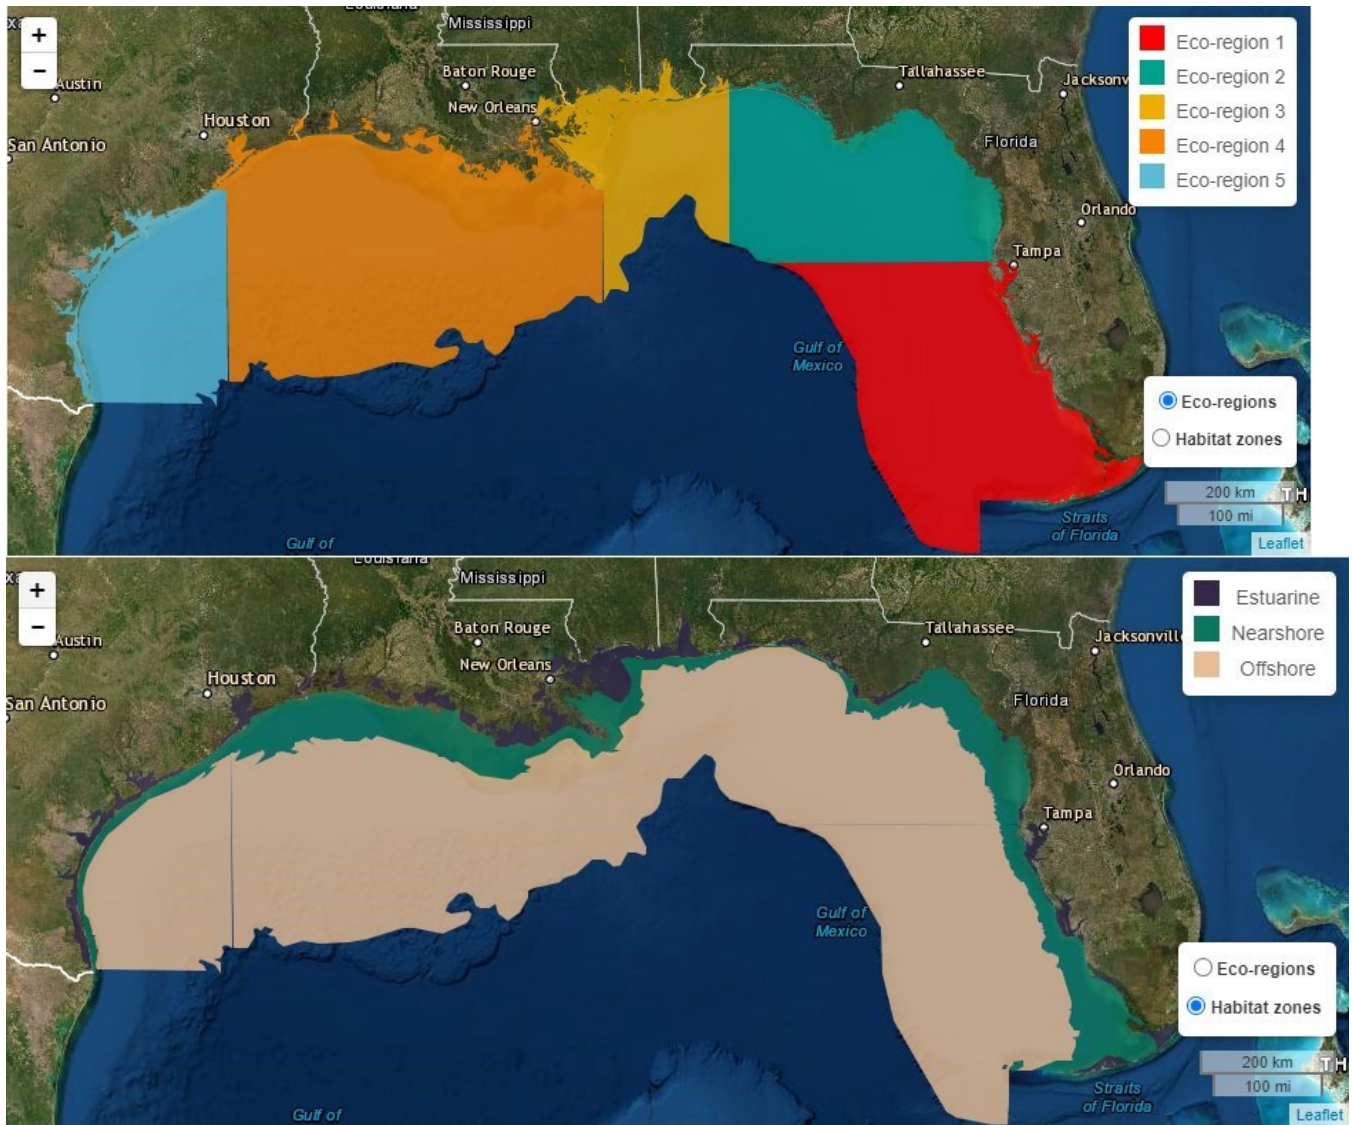 Louisiana
Mississippi
+
Eco-region 1
−
Baton Rouge
Tallahassee
Jacksonv
Eco-region 2
Austin
New Orleans
Eco-region 3
Houston
Florida
San Antonio
Eco-region 4
Eco-region 5
Orlando
Tampa
Gulf of
Mexico
Eco-regions
Habitat zones
200 km
TH
100 mi
Straits
of Florida
Gulf of
Leaflet
Louisiana
Mississippi
+
Estuarine
−
Baton Rouge
Tallahassee
Nearshore
Austin
Jacksonville
New Orleans
Offshore
Houston
San Antonio
Florida
Orlando
Tampa
Gulf of
Mexico
Eco-regions
Habitat zones
200 km
TH
100 mi
Straits
of Florida
Gulf of
Leaflet